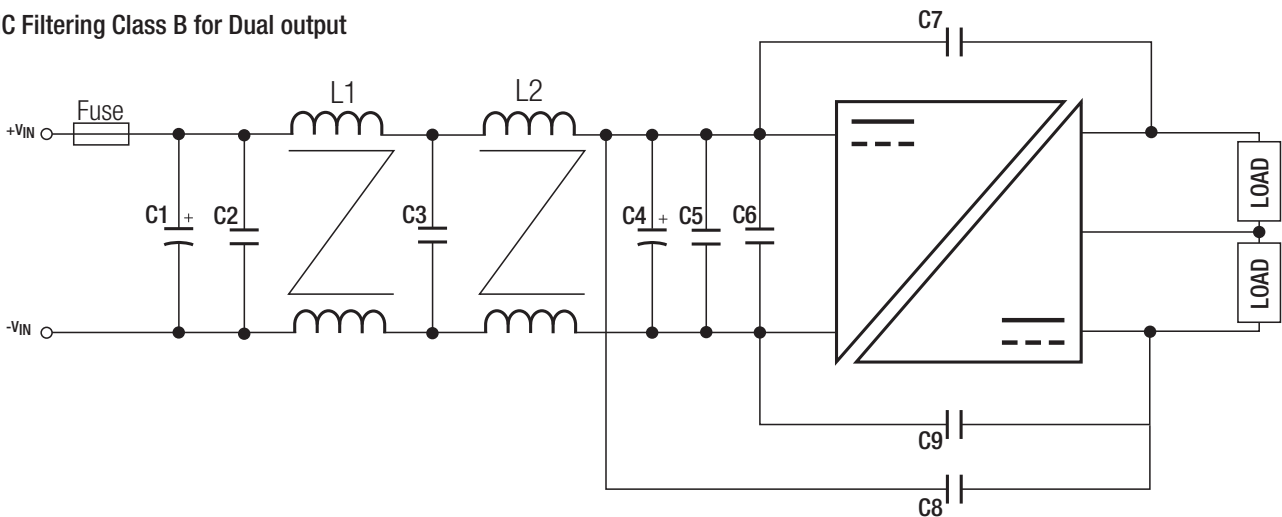 C Filtering Class B for Dual output
C7
Fuse
L1
L2
+VIN
C1 +
C2
C3
C4 +
C5
C6
LOAD
LOAD
-VIN
C9
C8